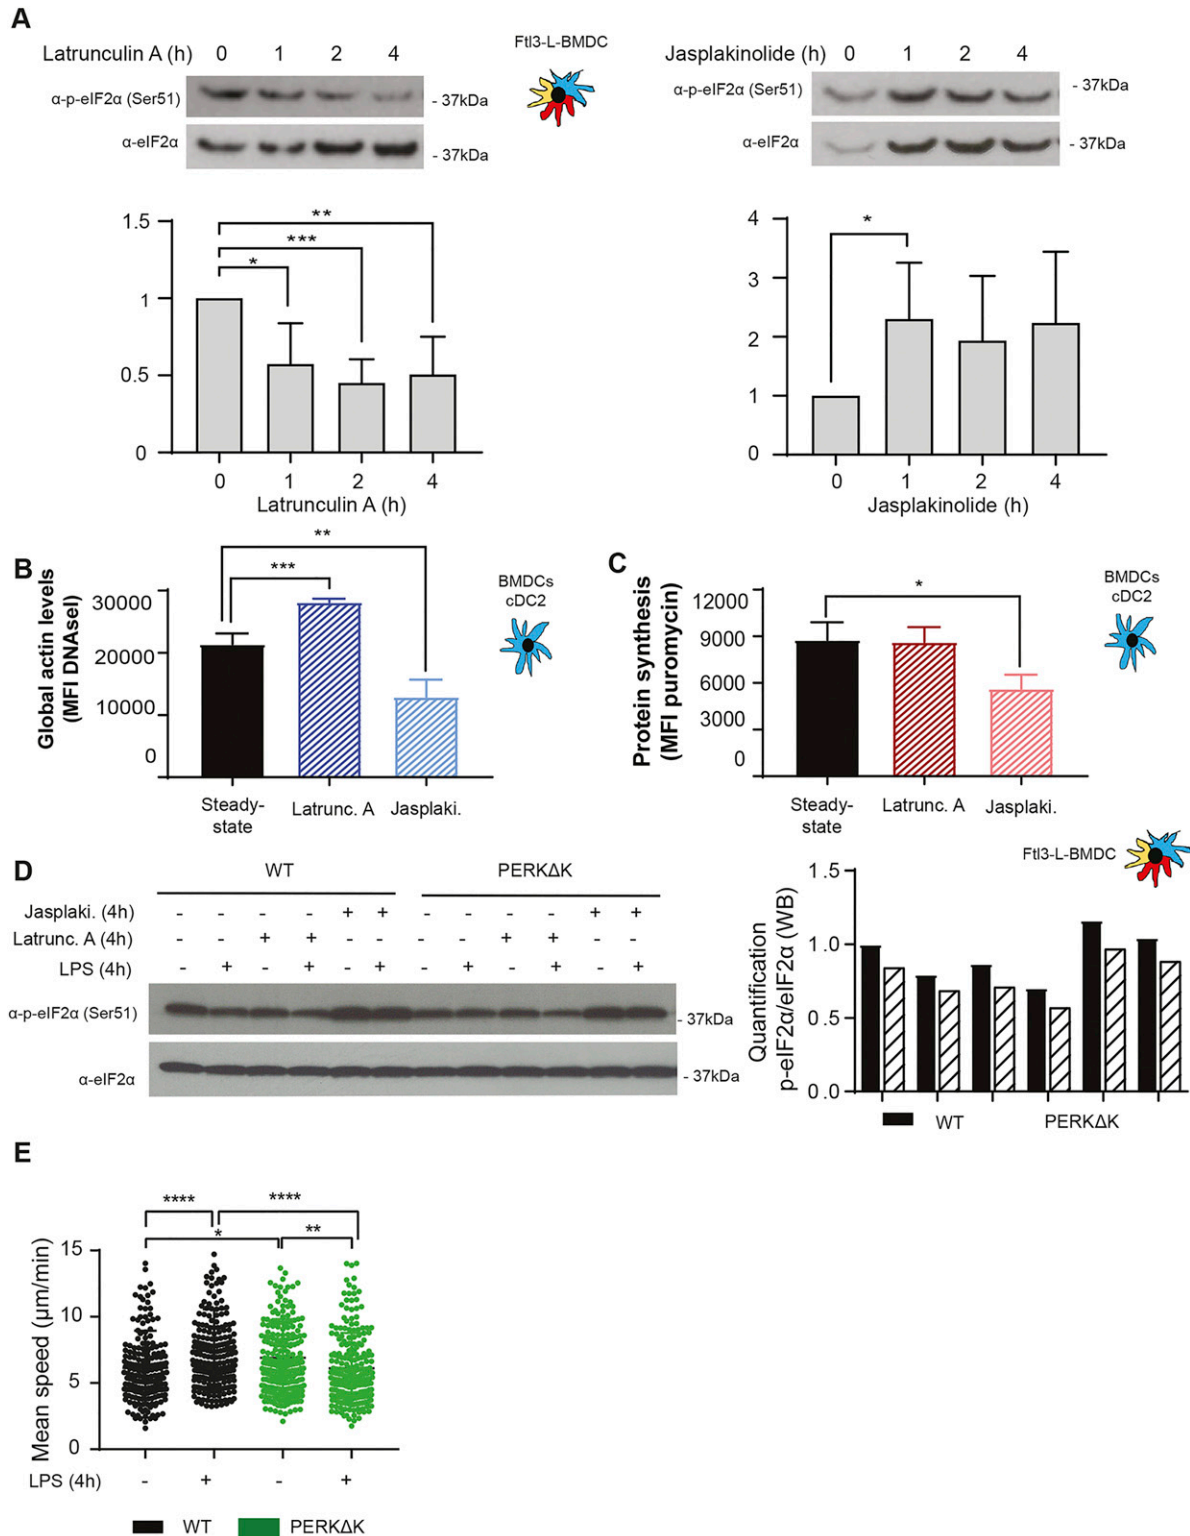 A
Latrunculin A (h) 0 1 2 4
Ftl3-L-BMDC
Jasplakinolide (h) 0 1 2 4
α-p-eIF2α (Ser51)
- 37kDa
α-p-eIF2α (Ser51)
- 37kDa
α-eIF2α
- 37kDa
α-eIF2α
- 37kDa
1.5
1
0.5
0
**
***
*
0 1 2 4
Latrunculin A (h)
4
3
2
1
0
*
0 1 2 4
Jasplakinolide (h)
B
Global actin levels
(MFI DNAseI)
30000
20000
10000
0
**
***
BMDCs
cDC2
Steady-
state
Latrunc. A
Jasplaki.
C
Protein synthesis
(MFI puromycin)
12000
9000
6000
3000
0
*
BMDCs
cDC2
Steady-
state
Latrunc. A
Jasplaki.
D
WT PERKΔK
Jasplaki. (4h) - - - - + + - - - - + +
Latrunc. A (4h) - - + + - - - - + + - -
LPS (4h) - + - + - + - + - + - +
α-p-eIF2α (Ser51)
- 37kDa
α-eIF2α
- 37kDa
Ftl3-L-BMDC
Quantification
p-eIF2α/eIF2α (WB)
1.5
1.0
0.5
0.0
WT PERKΔK
E
Mean speed (µm/min)
15
10
5
0
**** ****
* **
LPS (4h) - + - +
WT PERKΔK